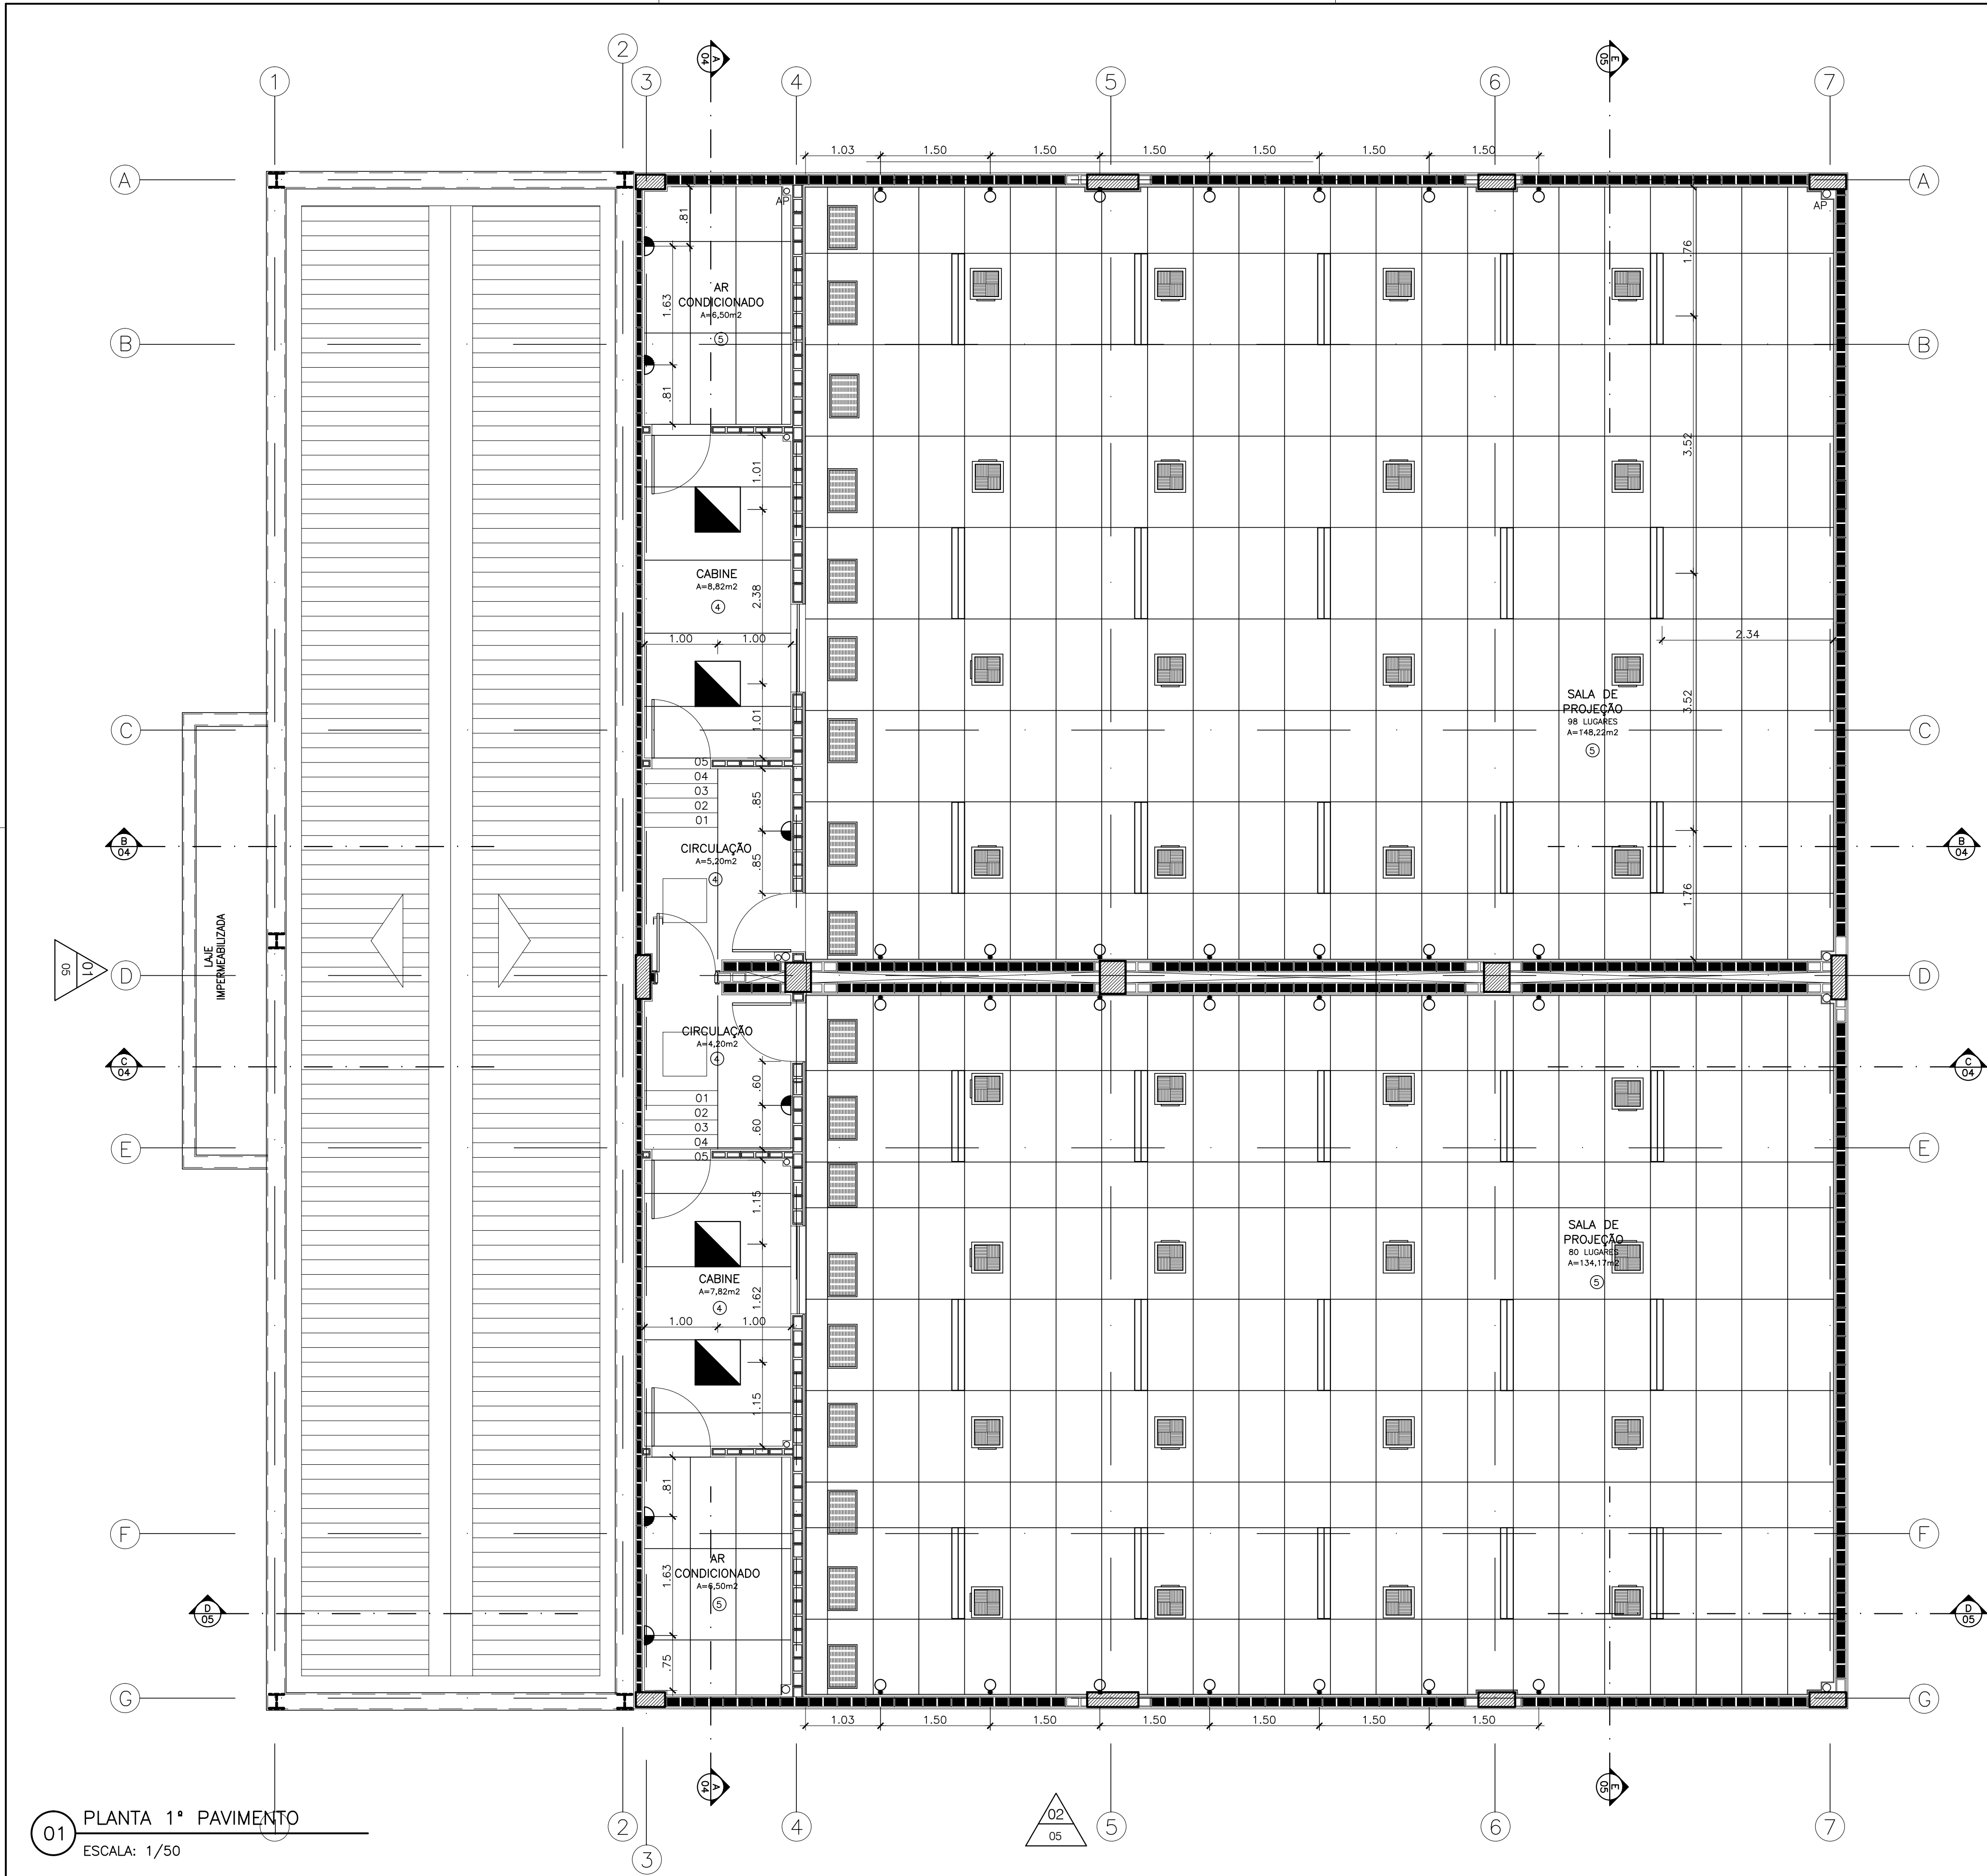 1
2
3
A
04
4
5
6
E
05
7
1.03
1.50
1.50
1.50
1.50
1.50
1.50
A
A
AP
AP
.81
1.76
AR
CONDICIONADO
A=6,50m2
5
1.63
B
B
.81
1.01
3.52
CABINE
A=8,82m2
4
2.38
1.00
1.00
2.34
1.01
SALA DE
PROJEÇÃO
98 LUGARES
A=148,22m2
5
3.52
C
C
05
04
03
02
01
.85
CIRCULAÇÃO
A=5,20m2
4
.85
B
04
B
04
1.76
LAJE
IMPERMEABILIZADA
01
05
D
D
CIRCULAÇÃO
A=4,20m2
4
C
04
C
04
.60
01
02
03
04
05
.60
E
E
1.15
SALA DE
PROJEÇÃO
80 LUGARES
A=134,17m2
5
CABINE
A=7,82m2
4
1.62
1.00
1.00
1.15
.81
F
F
AR
CONDICIONADO
A=6,50m2
5
1.63
D
05
D
05
.75
G
G
1.03
1.50
1.50
1.50
1.50
1.50
1.50
A
04
E
05
02
05
2
3
4
5
6
7
01
PLANTA 1ª PAVIMENTO
ESCALA: 1/50